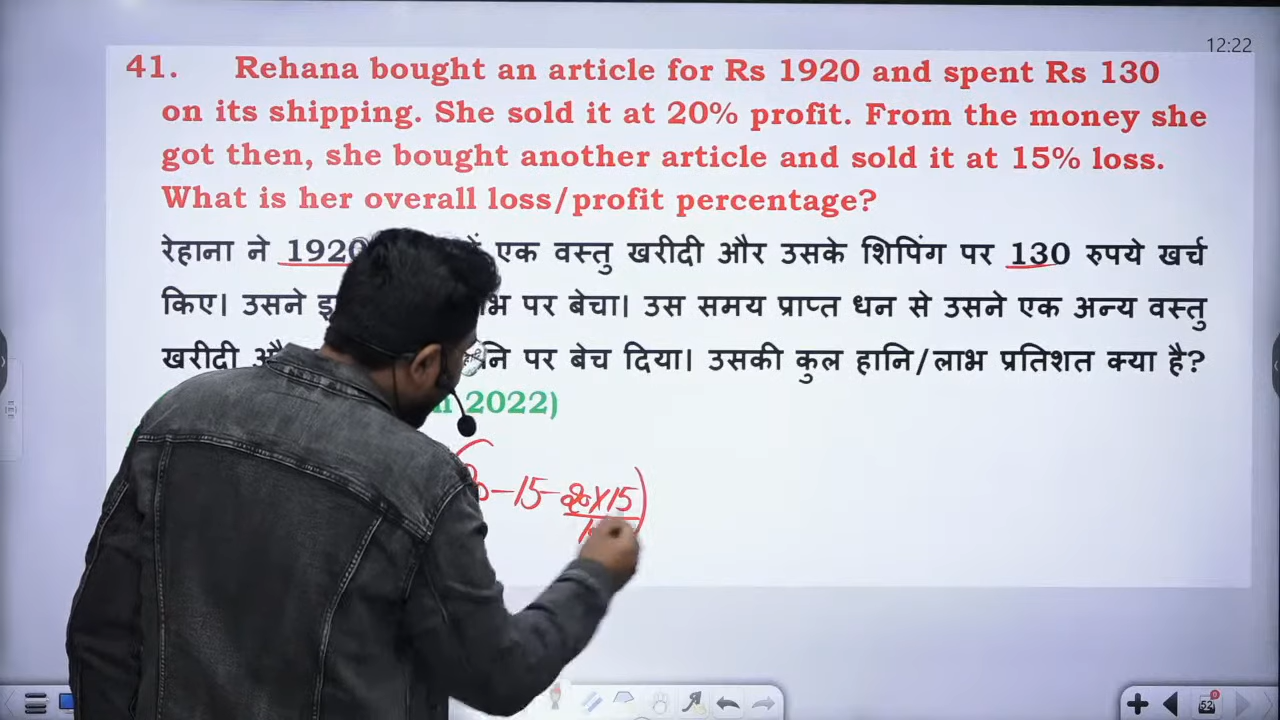 12:22
41. Rehana bought an article for Rs 1920 and spent Rs 130
on its shipping. She sold it at 20% profit. From the money she
got then, she bought another article and sold it at 15% loss.
What is her overall loss/profit percentage?
रेहाना ने 1920 एक वस्तु खरीदी और उसके शिपिंग पर 130 रुपये खर्च
किए। उसने पर बेचा। उस समय प्राप्त धन से उसने एक अन्य वस्तु
खरीदी पर बेच दिया। उसकी कुल हानि/लाभ प्रतिशत क्या है?
2022)
-15-20×15)
52